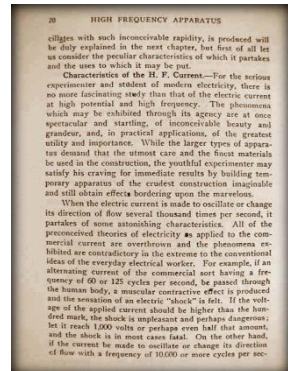 20 HIGH FREQUENCY APPARATUS
cillates with such inconceivable rapidity, is produced will
be duly explained in the next chapter, but first of all let
us consider the peculiar characteristics of which it partakes
and the uses to which it may be put.
Characteristics of the H. F. Current.—For the serious
experimenter and student of modern electricity, there is
no more fascinating study than that of the electric current
at high potential and high frequency. The phenomena
which may be exhibited through its agency are at once
spectacular and startling, of inconceivable beauty and
grandeur, and, in practical applications, of the greatest
utility and importance. While the larger types of appara-
tus demand that the utmost care and the finest materials
be used in the construction, the youthful experimenter may
satisfy his craving for immediate results by building tem-
porary apparatus of the crudest construction imaginable
and still obtain effects bordering upon the marvelous.
When the electric current is made to oscillate or change
its direction of flow several thousand times per second, it
partakes of some astonishing characteristics. All of the
preconceived theories of electricity as applied to the com-
mercial current are overthrown and the phenomena ex-
hibited are contradictory in the extreme to the conventional
ideas of the everyday electrical worker. For example, if an
alternating current of the commercial sort having a fre-
quency of 60 or 125 cycles per second, be passed through
the human body, a muscular contractive effect is produced
and the sensation of an electric "shock" is felt. If the volt-
age of the applied current should be higher than the hun-
dred mark, the shock is unpleasant and perhaps dangerous;
let it reach 1,000 volts or perhaps even half that amount,
and the shock is in most cases fatal. On the other hand,
if the current be made to oscillate or change its direction
of flow with a frequency of 10,000 or more cycles per sec-